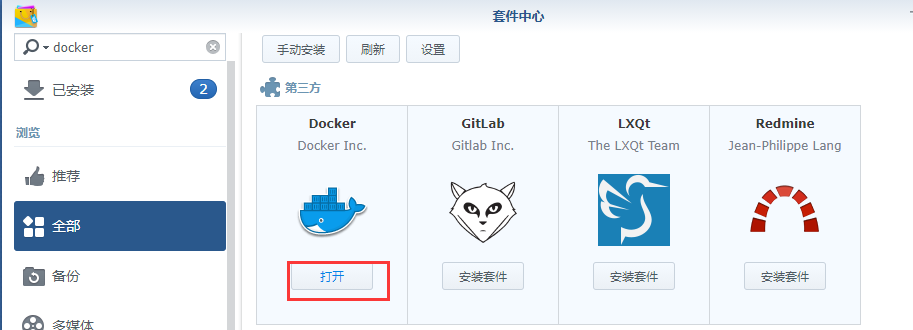 套件中心
docker
手动安装 刷新 设置
已安装 2
第三方
浏览
推荐
全部
备份
多媒体
Docker
Docker Inc.
打开
GitLab
Gitlab Inc.
安装套件
LXQt
The LXQt Team
安装套件
Redmine
Jean-Philippe Lang
安装套件